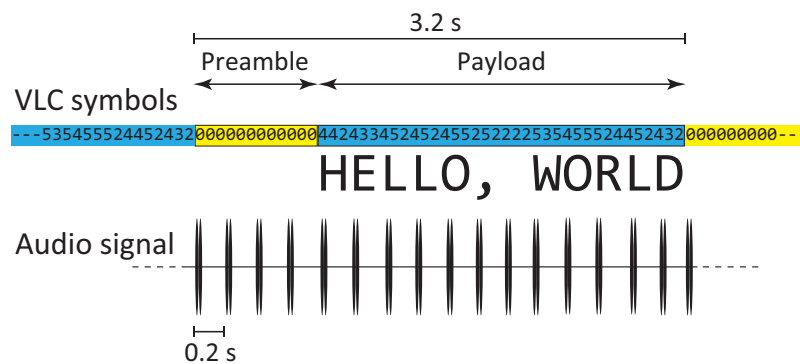 3.2 s
Preamble Payload
VLC symbols
---535455524452432000000000000442433452452455252222535455524452432000000000--
HELLO, WORLD
Audio signal
0.2 s